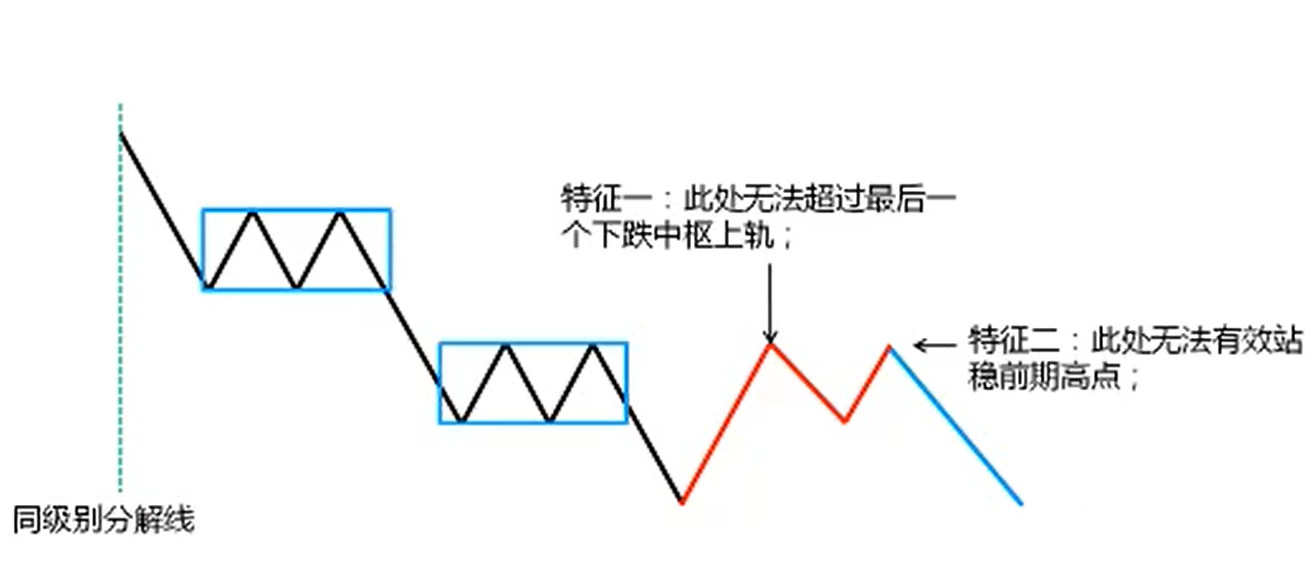 特征一：此处无法超过最后一
个下跌中枢上轨；
特征二：此处无法有效站
稳前期高点；
同级别分解线